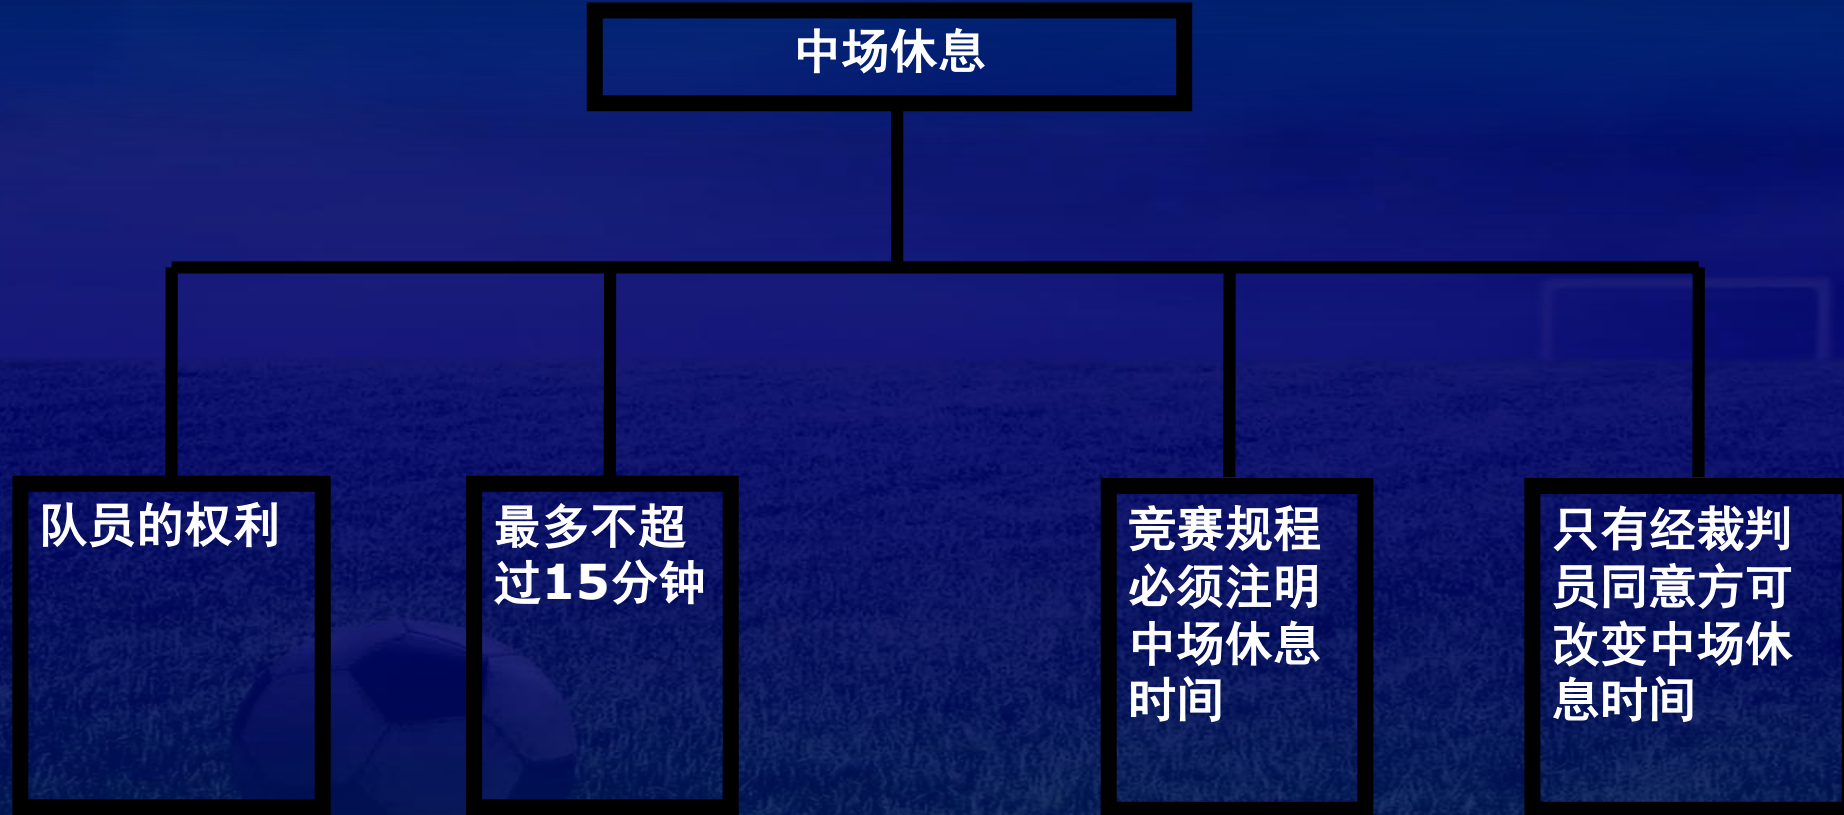 中场休息
队员的权利
最多不超
过15分钟
竞赛规程
必须注明
中场休息
时间
只有经裁判
员同意方可
改变中场休
息时间